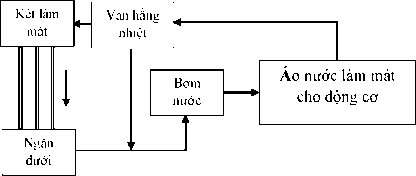 Két làm
mát
Van hằng
nhiệt
Bơm
nước
Áo nước làm mát
cho động cơ
Ngăn
dưới